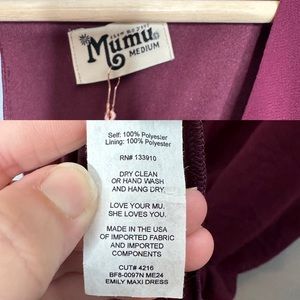 Show Me Your
Mumu
MEDIUM
Self: 100% Polyester
Lining: 100% Polyester
RN# 133910
DRY CLEAN
OR HAND WASH
AND HANG DRY.
LOVE YOUR MU.
SHE LOVES YOU.
MADE IN THE USA
OF IMPORTED FABRIC
AND IMPORTED
COMPONENTS
CUT# 4216
BF8-0097N ME24
EMILY MAXI DRESS